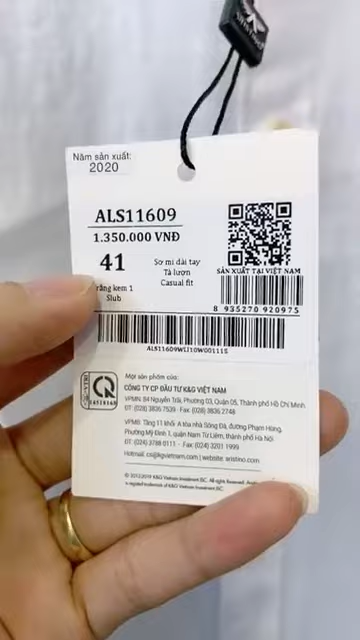 Năm sản xuất:
2020
ALS11609
1.350.000 VNĐ
41
Sơ mi dài tay
Tà lượn
Casual fit
kem 1
Slub
SẢN XUẤT TẠI VIỆT NAM
8 935270 920975
Một sản phẩm của:
CÔNG TY CP ĐẦU TƯ K&G VIỆT NAM
VPMN: 84 Nguyễn Trãi, Phường 03, Quận 05, Thành phố Hồ Chí Minh
ĐT: (028) 3836 7539 - Fax: (028) 3836 2748
VPMB: Tầng 11 khối A tòa nhà Sông Đà, đường Phạm Hùng,
Phường Mỹ Đình 1, quận Nam Từ Liêm, thành phố Hà Nội
ĐT: (024) 3788 0111 - Fax: (024) 3201 1999
Hotmail: cs@kgvietnam.com | website: aristino.com
K&G Vietnam Investment JSC. All rights reserved.
is registered trademark of K&G Vietnam Investment JSC.